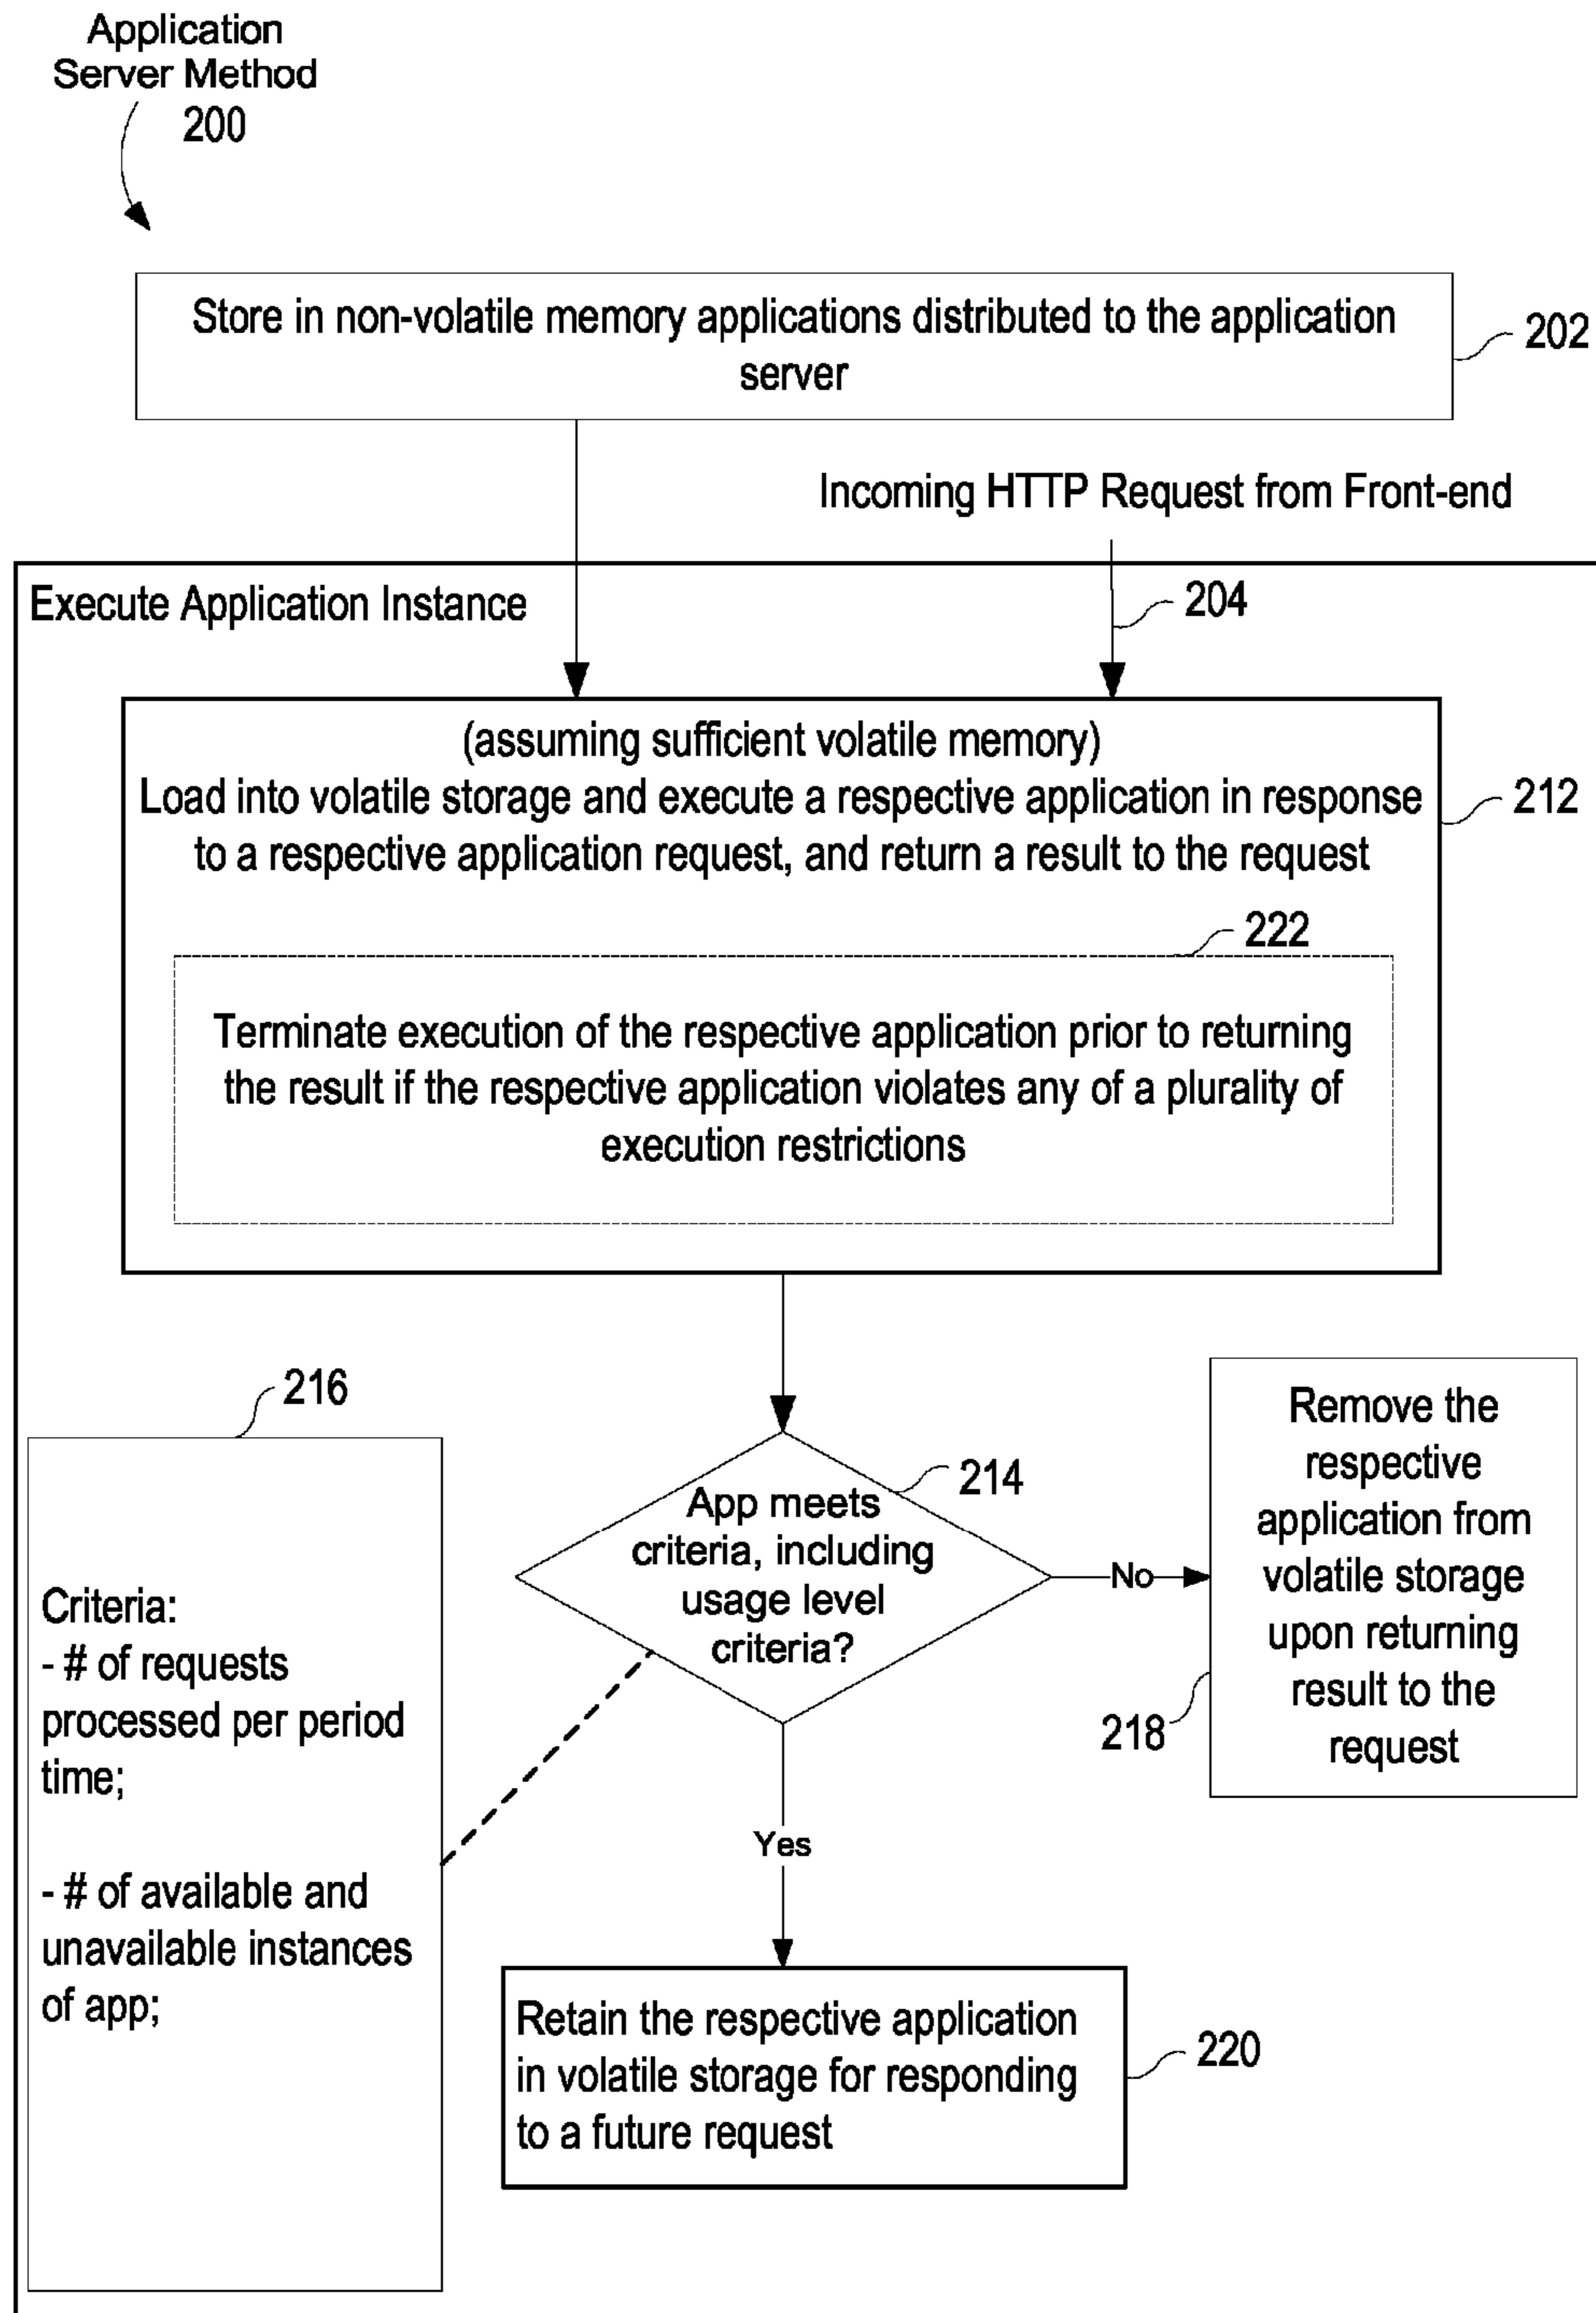 Application
Server Method
200
Store in non-volatile memory applications distributed to the application
server
202
Incoming HTTP Request from Front-end
Execute Application Instance
204
(assuming sufficient volatile memory)
Load into volatile storage and execute a respective application in response
to a respective application request, and return a result to the request
212
222
Terminate execution of the respective application prior to returning
the result if the respective application violates any of a plurality of
execution restrictions
216
Criteria:
- # of requests
processed per period
time;
- # of available and
unavailable instances
of app;
214
App meets
criteria, including
usage level
criteria?
No
Remove the
respective
application from
volatile storage
upon returning
result to the
request
218
Yes
Retain the respective application
in volatile storage for responding
to a future request
220